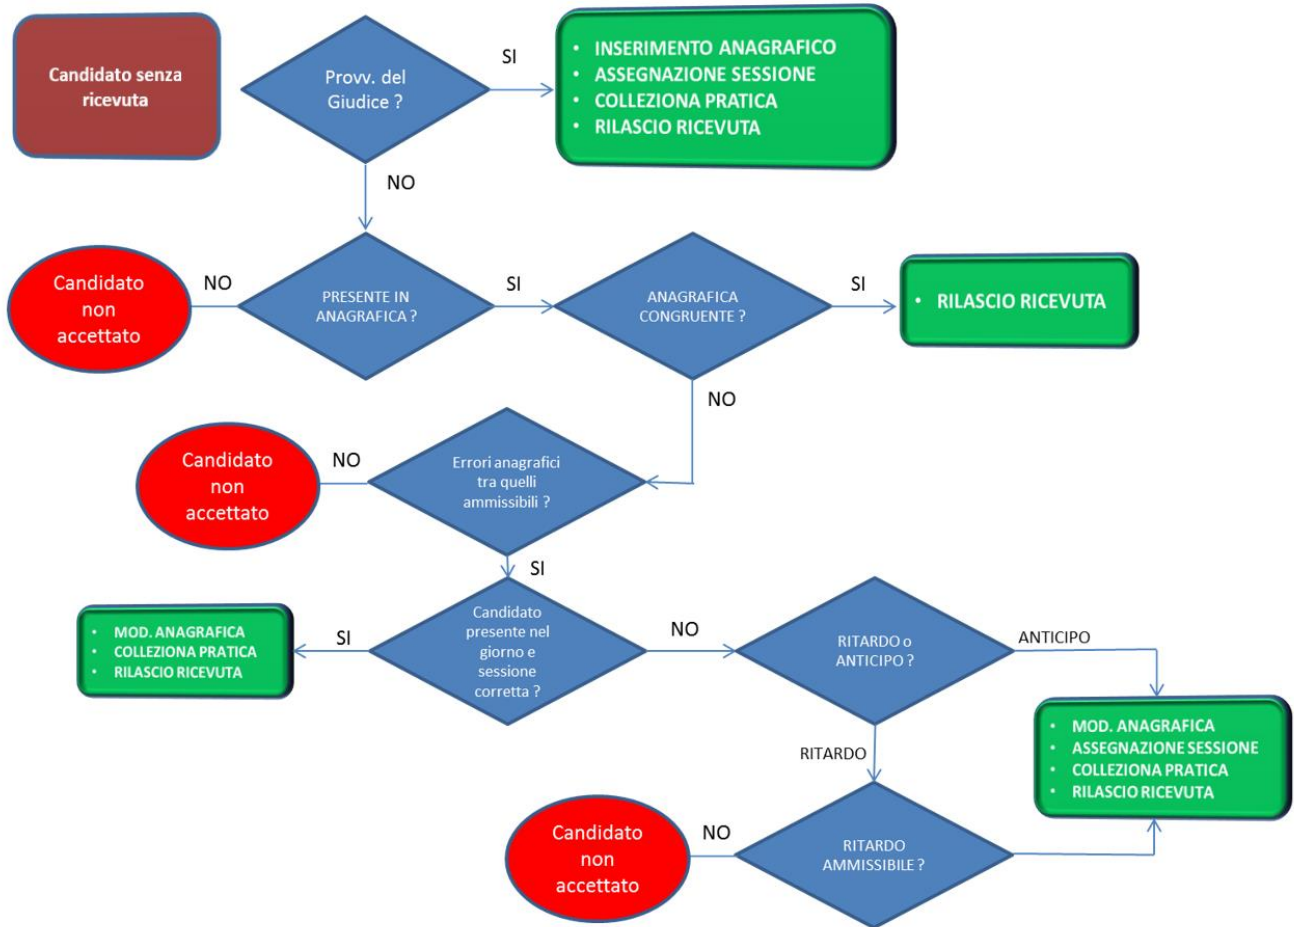 Candidato senza
ricevuta
Provv. del
Giudice ?
SI
• INSERIMENTO ANAGRAFICO
• ASSEGNAZIONE SESSIONE
• COLLEZIONA PRATICA
• RILASCIO RICEVUTA
NO
Candidato
non
accettato
NO
PRESENTE IN
ANAGRAFICA ?
SI
ANAGRAFICA
CONGRUENTE ?
SI
• RILASCIO RICEVUTA
NO
Candidato
non
accettato
NO
Errori anagrafici
tra quelli
ammissibili ?
SI
• MOD. ANAGRAFICA
• COLLEZIONA PRATICA
• RILASCIO RICEVUTA
SI
Candidato
presente nel
giorno e
sessione
corretta ?
NO
RITARDO o
ANTICIPO ?
ANTICIPO
• MOD. ANAGRAFICA
• ASSEGNAZIONE SESSIONE
• COLLEZIONA PRATICA
• RILASCIO RICEVUTA
RITARDO
Candidato
non
accettato
NO
RITARDO
AMMISSIBILE ?